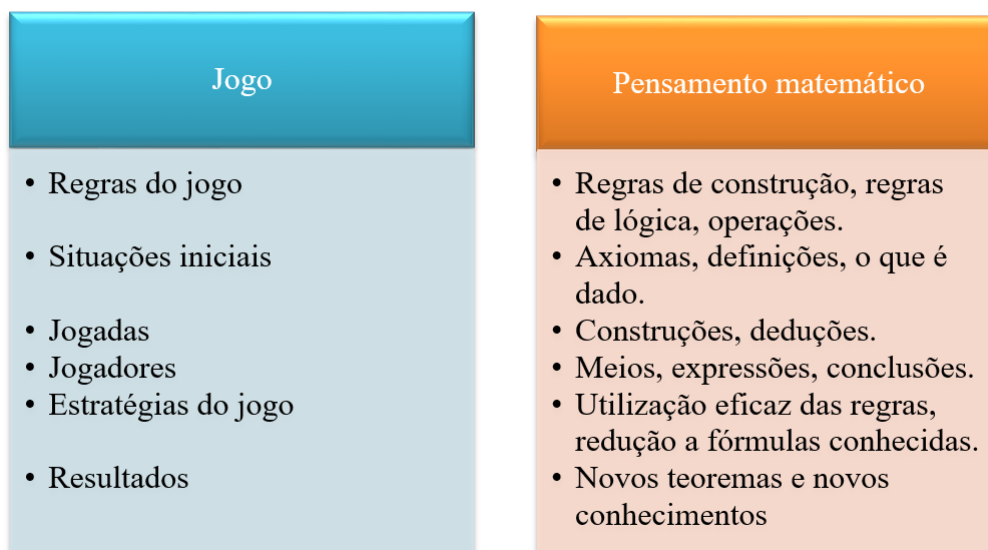 Jogo
• Regras do jogo
• Situações iniciais
• Jogadas
• Jogadores
• Estratégias do jogo
• Resultados
Pensamento matemático
• Regras de construção, regras
de lógica, operações.
• Axiomas, definições, o que é
dado.
• Construções, deduções.
• Meios, expressões, conclusões.
• Utilização eficaz das regras,
redução a fórmulas conhecidas.
• Novos teoremas e novos
conhecimentos